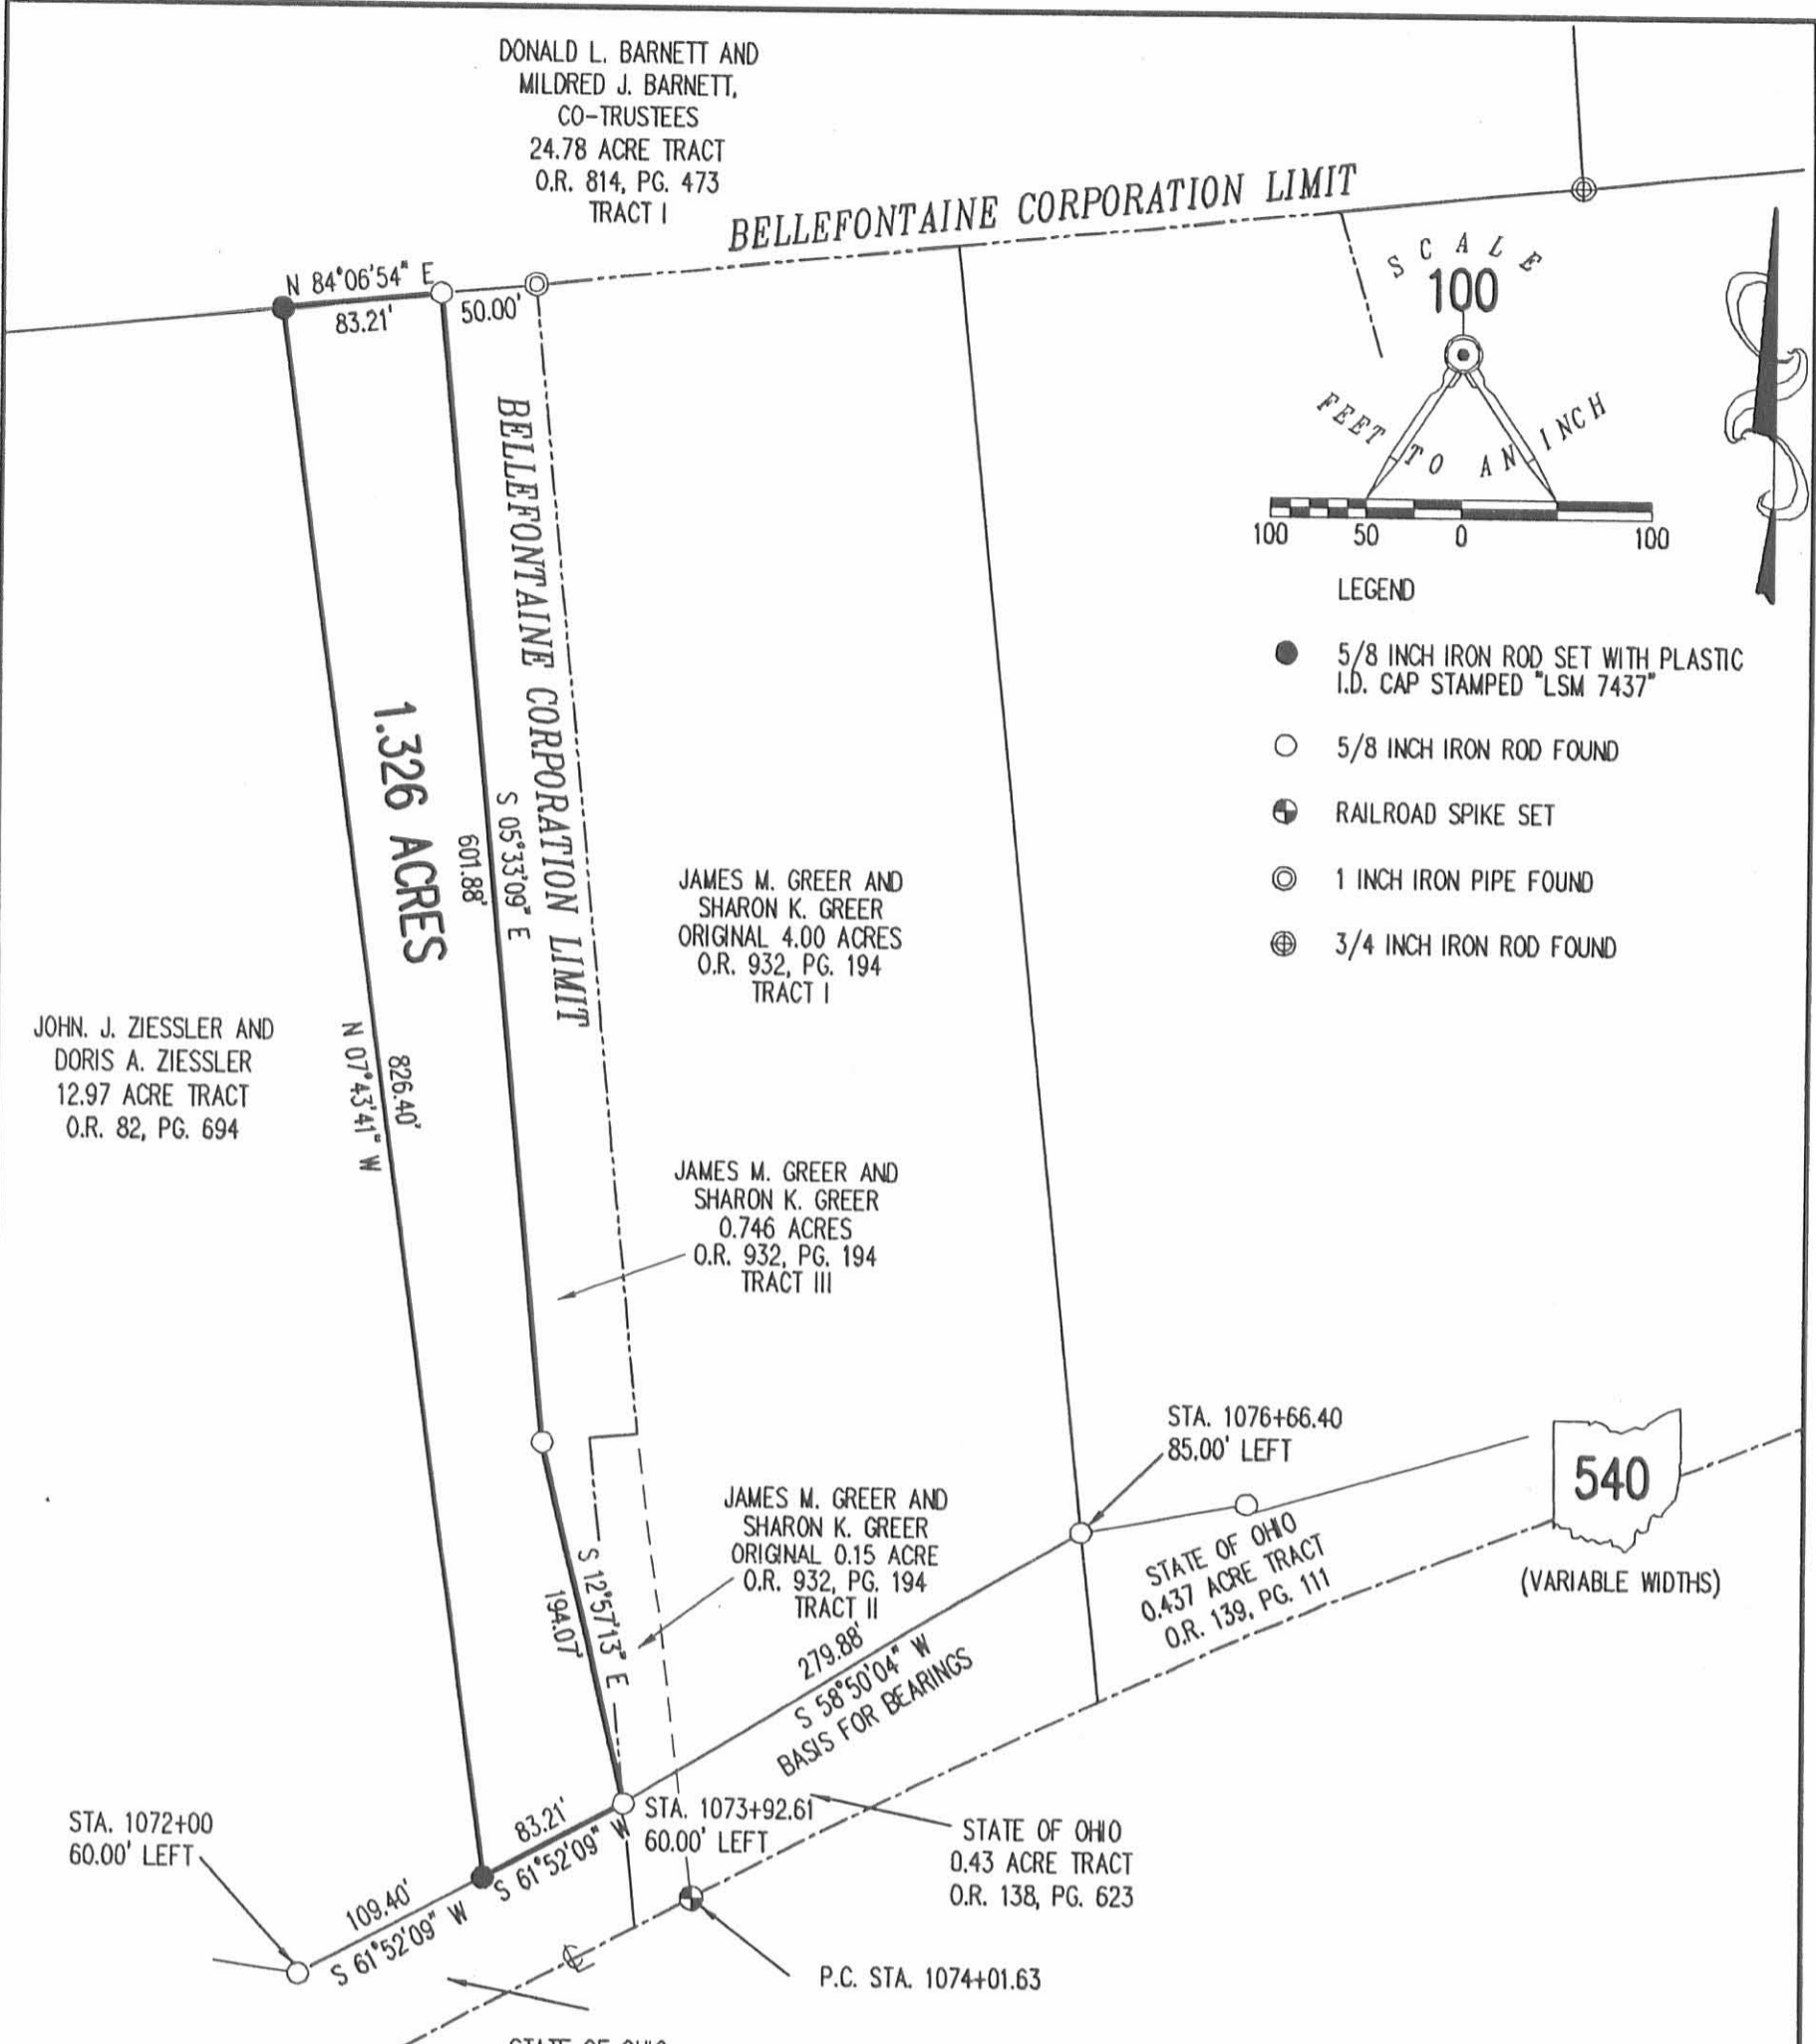 DONALD L. BARNETT AND
MILDRED J. BARNETT,
CO-TRUSTEES
24.78 ACRE TRACT
O.R. 814, PG. 473
TRACT I
BELLEFONTAINE CORPORATION LIMIT
N 84°06'54" E
83.21'
50.00'
SCALE
100
FEET TO AN INCH
100 50 0 100
LEGEND
5/8 INCH IRON ROD SET WITH PLASTIC
I.D. CAP STAMPED "LSM 7437"
5/8 INCH IRON ROD FOUND
RAILROAD SPIKE SET
1 INCH IRON PIPE FOUND
3/4 INCH IRON ROD FOUND
BELLEFONTAINE CORPORATION LIMIT
1.326 ACRES
S 05°33'09" E
601.88'
JAMES M. GREER AND
SHARON K. GREER
ORIGINAL 4.00 ACRES
O.R. 932, PG. 194
TRACT I
JOHN. J. ZIESSLER AND
DORIS A. ZIESSLER
12.97 ACRE TRACT
O.R. 82, PG. 694
826.40'
N 07°43'41" W
JAMES M. GREER AND
SHARON K. GREER
0.746 ACRES
O.R. 932, PG. 194
TRACT III
STA. 1076+66.40
85.00' LEFT
540
(VARIABLE WIDTHS)
JAMES M. GREER AND
SHARON K. GREER
ORIGINAL 0.15 ACRE
O.R. 932, PG. 194
TRACT II
S 12°57'13" E
194.07'
STATE OF OHIO
0.437 ACRE TRACT
O.R. 139, PG. 111
279.88'
S 58°50'04" W
BASIS FOR BEARINGS
STA. 1072+00
60.00' LEFT
83.21'
S 61°52'09" W
STA. 1073+92.61
60.00' LEFT
STATE OF OHIO
0.43 ACRE TRACT
O.R. 138, PG. 623
109.40'
S 61°52'09" W
P.C. STA. 1074+01.63
STATE OF OHIO